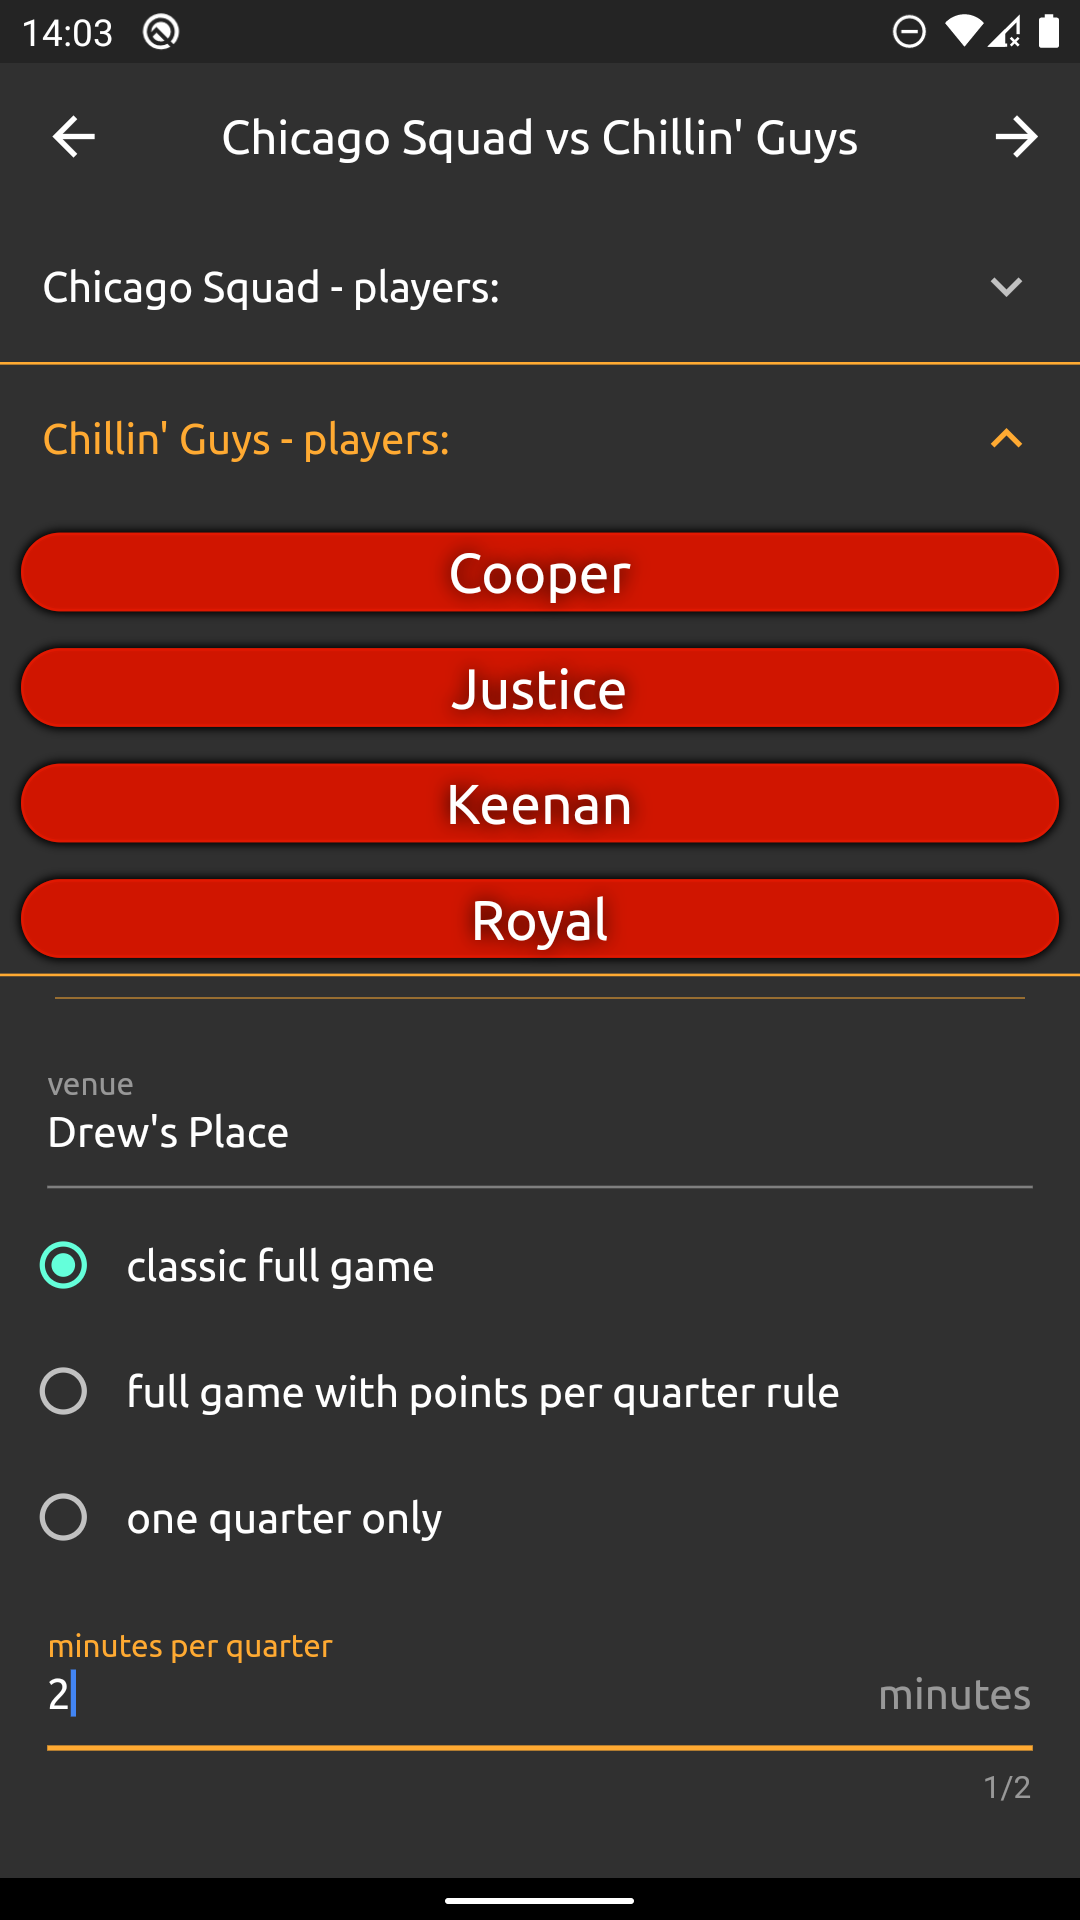 14:03
Chicago Squad vs Chillin' Guys
Chicago Squad - players:
Chillin' Guys - players:
Cooper
Justice
Keenan
Royal
venue
Drew's Place
classic full game
full game with points per quarter rule
one quarter only
minutes per quarter
2 minutes
1/2